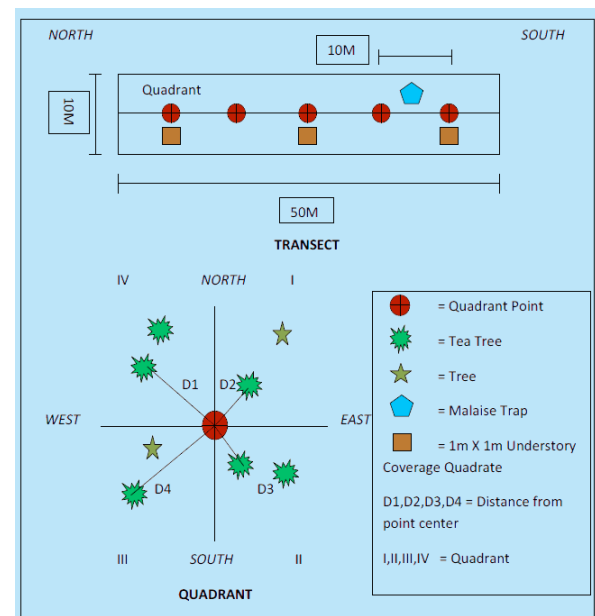 NORTH
SOUTH
10M
Quadrant
10M
50M
TRANSECT
IV
NORTH
I
D1
D2
WEST
EAST
D4
D3
III
SOUTH
II
QUADRANT
= Quadrant Point
= Tea Tree
= Tree
= Malaise Trap
= 1m X 1m Understory
Coverage Quadrate
D1,D2,D3,D4 = Distance from
point center
I,II,III,IV = Quadrant